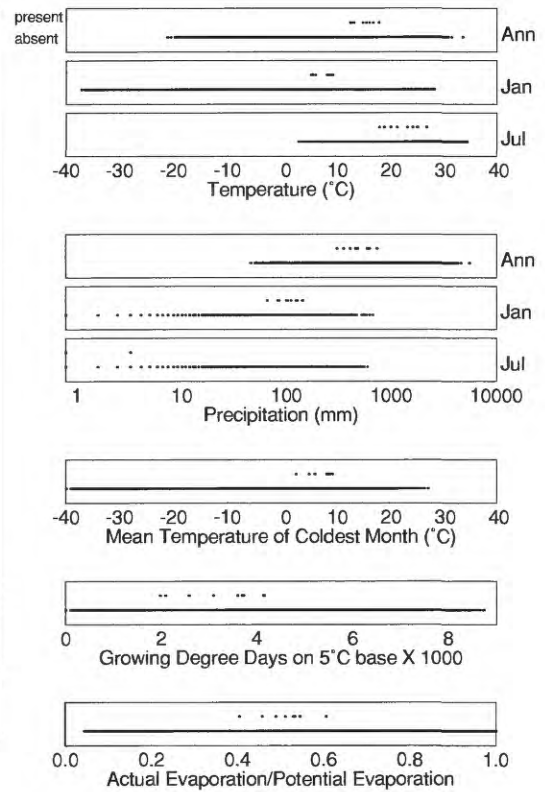 present
absent
Ann
Jan
Jul
-40 -30 -20 -10 0 10 20 30 40
Temperature (˚C)
Ann
Jan
Jul
1 10 100 1000 10000
Precipitation (mm)
-40 -30 -20 -10 0 10 20 30 40
Mean Temperature of Coldest Month (˚C)
0 2 4 6 8
Growing Degree Days on 5˚C base X 1000
0.0 0.2 0.4 0.6 0.8 1.0
Actual Evaporation/Potential Evaporation